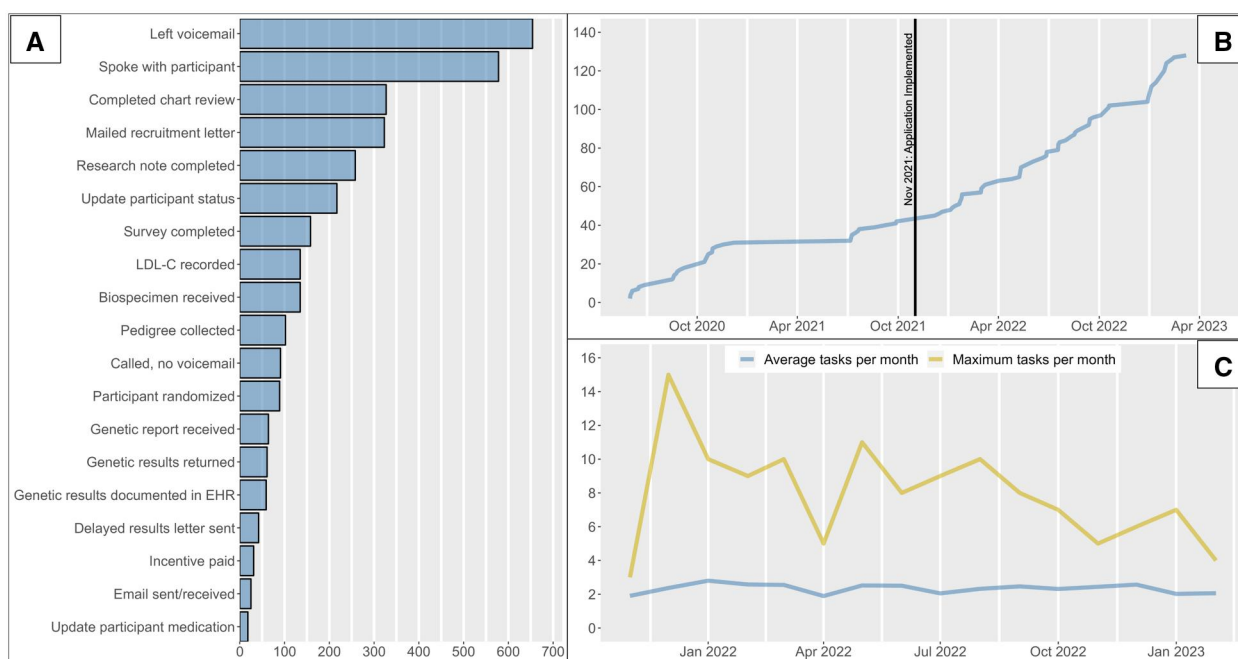 A
Left voicemail
Spoke with participant
Completed chart review
Mailed recruitment letter
Research note completed
Update participant status
Survey completed
LDL-C recorded
Biospecimen received
Pedigree collected
Called, no voicemail
Participant randomized
Genetic report received
Genetic results returned
Genetic results documented in EHR
Delayed results letter sent
Incentive paid
Email sent/received
Update participant medication
0 100 200 300 400 500 600 700
B
140
120
100
80
60
40
20
0
Nov 2021: Application Implemented
Oct 2020 Apr 2021 Oct 2021 Apr 2022 Oct 2022 Apr 2023
C
Average tasks per month Maximum tasks per month
16
14
12
10
8
6
4
2
0
Jan 2022 Apr 2022 Jul 2022 Oct 2022 Jan 2023